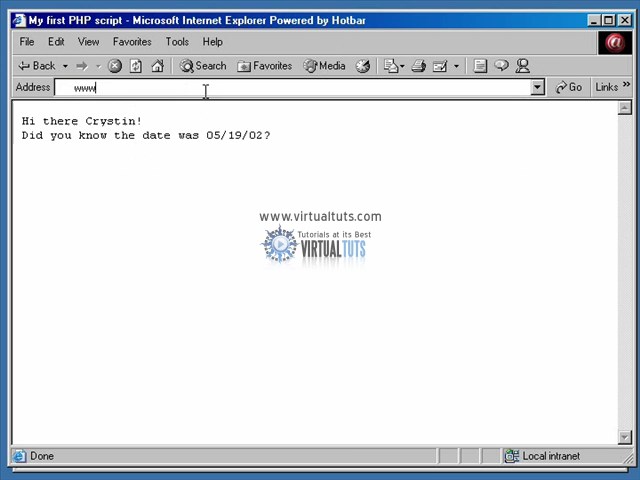 My first PHP script - Microsoft Internet Explorer Powered by Hotbar
File Edit View Favorites Tools Help
Back Search Favorites Media
Address www Go Links »
Hi there Crystin!
Did you know the date was 05/19/02?
www.virtualtuts.com
Tutorials at its Best
VIRTUALTUTS
Done Local intranet